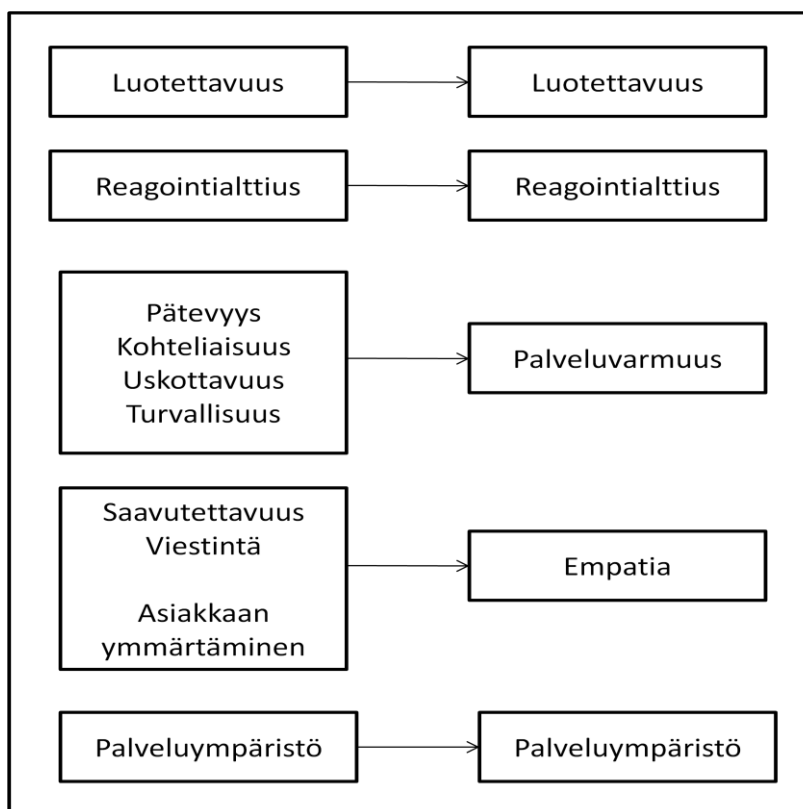 Luotettavuus
Luotettavuus
Reagointialttius
Reagointialttius
Pätevyys
Kohteliaisuus
Uskottavuus
Turvallisuus
Palveluvarmuus
Saavutettavuus
Viestintä
Asiakkaan
ymmärtäminen
Empatia
Palveluympäristö
Palveluympäristö